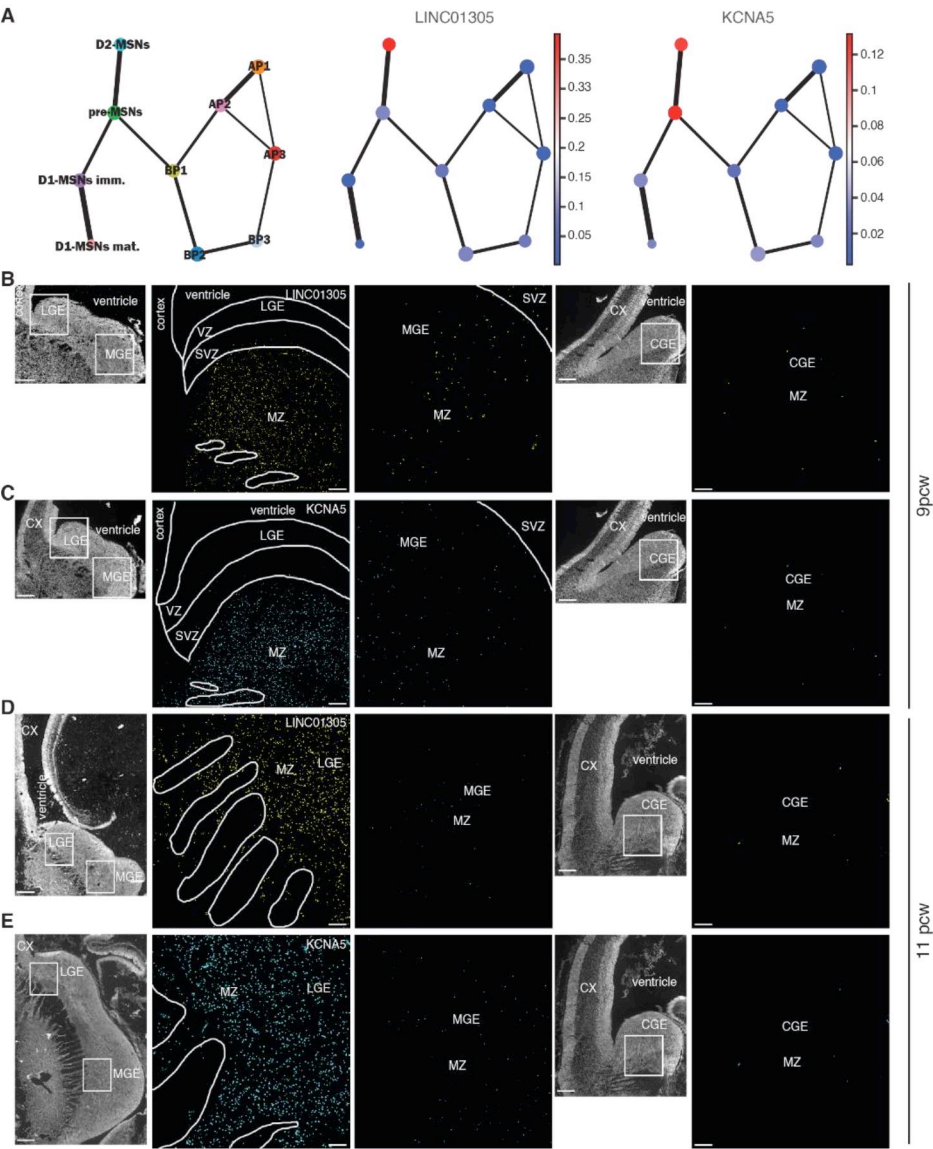 A
LINC01305
KCNA5
D2-MSNs
AP1
AP2
pre-MSNs
AP3
BP1
D1-MSNs imm.
D1-MSNs mat.
BP2
BP3
0.35
0.33
0.25
0.2
0.15
0.1
0.05
0.12
0.1
0.08
0.06
0.04
0.02
B
LGE
ventricle
MGE
cortex
ventricle
LINC01305
LGE
VZ
SVZ
MZ
SVZ
MGE
MZ
CX
ventricle
CGE
CGE
MZ
C
CX
LGE
ventricle
MGE
cortex
ventricle
KCNA5
LGE
VZ
SVZ
MZ
SVZ
MGE
MZ
CX
ventricle
CGE
CGE
MZ
9pcw
D
CX
ventricle
LGE
MGE
LINC01305
MZ
LGE
MGE
MZ
CX
ventricle
CGE
CGE
MZ
E
CX
LGE
MGE
KCNA5
MZ
LGE
MGE
MZ
CX
ventricle
CGE
CGE
MZ
11 pcw